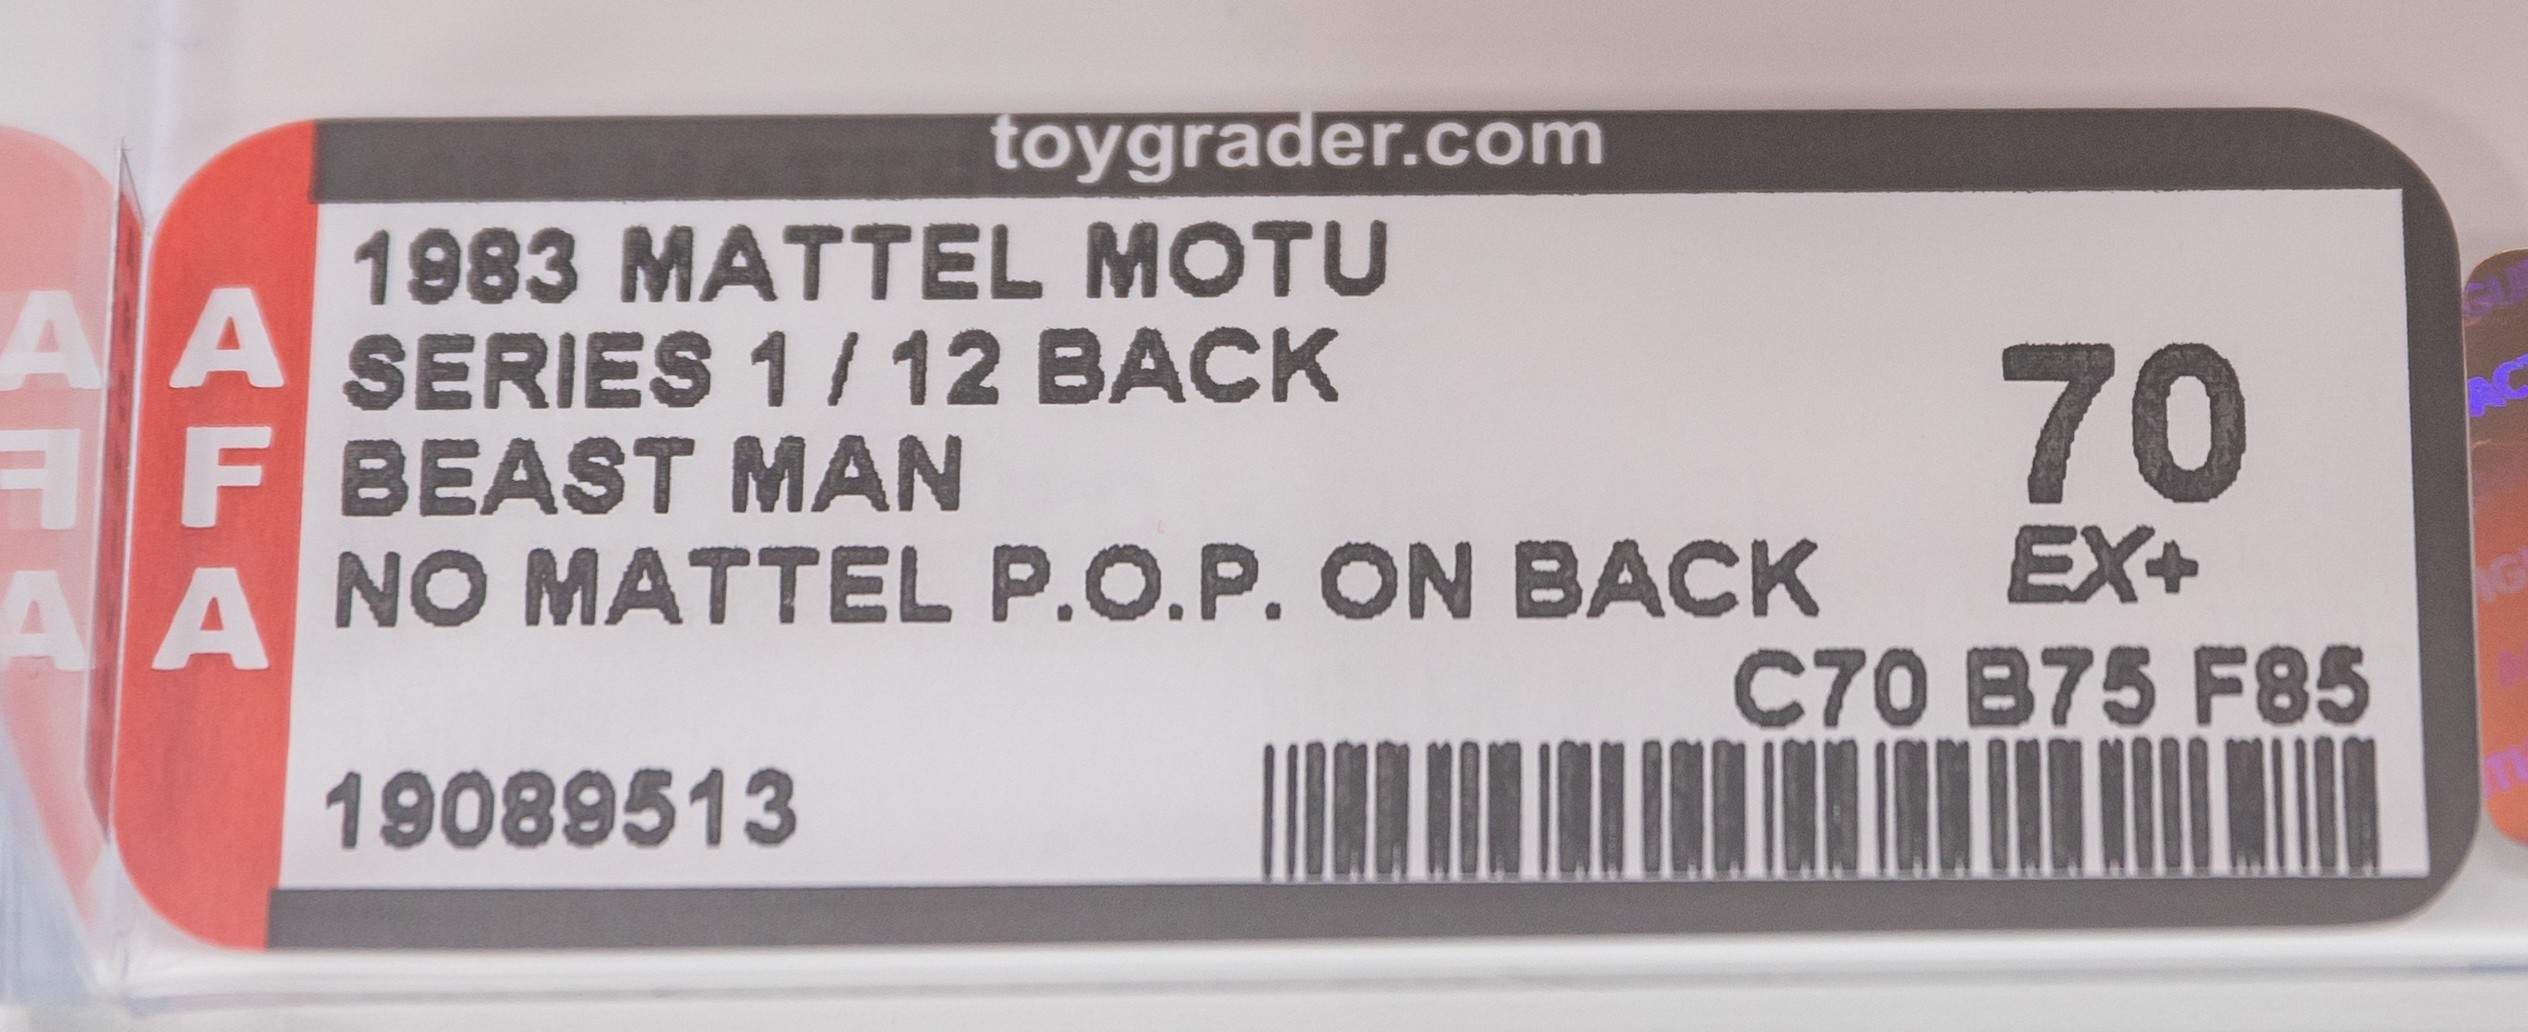 toygrader.com
AFA
1983 MATTEL MOTU
SERIES 1 / 12 BACK
BEAST MAN
NO MATTEL P.O.P. ON BACK
70
EX+
C70 B75 F85
19089513